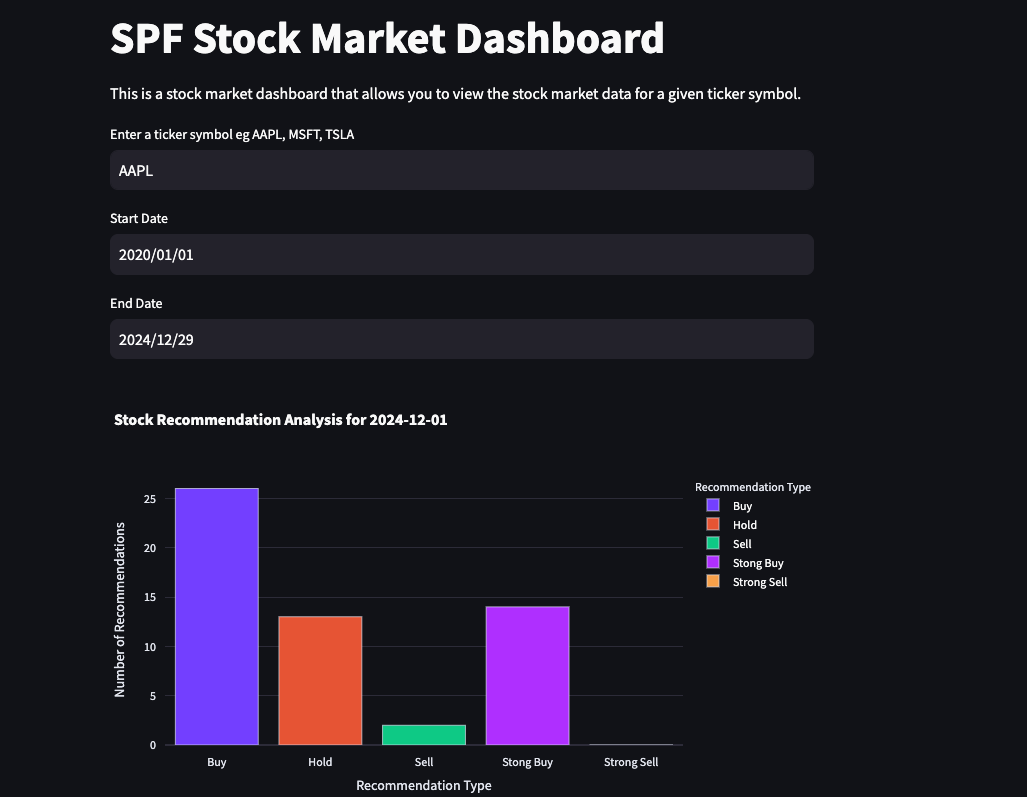 SPF Stock Market Dashboard
This is a stock market dashboard that allows you to view the stock market data for a given ticker symbol.
Enter a ticker symbol eg AAPL, MSFT, TSLA
AAPL
Start Date
2020/01/01
End Date
2024/12/29
Stock Recommendation Analysis for 2024-12-01
Number of Recommendations
25
20
15
10
5
0
Buy
Hold
Sell
Stong Buy
Strong Sell
Recommendation Type
Recommendation Type
Buy
Hold
Sell
Stong Buy
Strong Sell